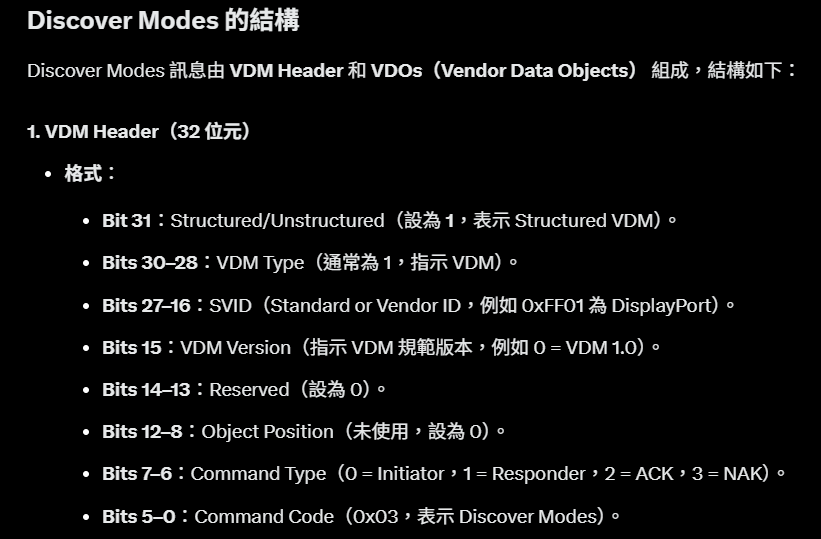 Discover Modes 的結構
Discover Modes 訊息由 VDM Header 和 VDOs（Vendor Data Objects） 組成，結構如下：
1. VDM Header（32 位元）
• 格式：
• Bit 31：Structured/Unstructured（設為 1，表示 Structured VDM）。
• Bits 30–28：VDM Type（通常為 1，指示 VDM）。
• Bits 27–16：SVID（Standard or Vendor ID，例如 0xFF01 為 DisplayPort）。
• Bits 15：VDM Version（指示 VDM 規範版本，例如 0 = VDM 1.0）。
• Bits 14–13：Reserved（設為 0）。
• Bits 12–8：Object Position（未使用，設為 0）。
• Bits 7–6：Command Type（0 = Initiator，1 = Responder，2 = ACK，3 = NAK）。
• Bits 5–0：Command Code（0x03，表示 Discover Modes）。